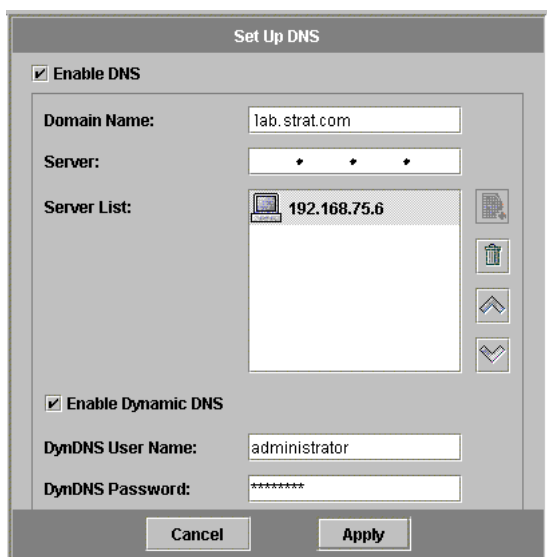 Set Up DNS
Enable DNS
Domain Name: lab.strat.com
Server: . . .
Server List: 192.168.75.6
Enable Dynamic DNS
DynDNS User Name: administrator
DynDNS Password: ********
Cancel Apply